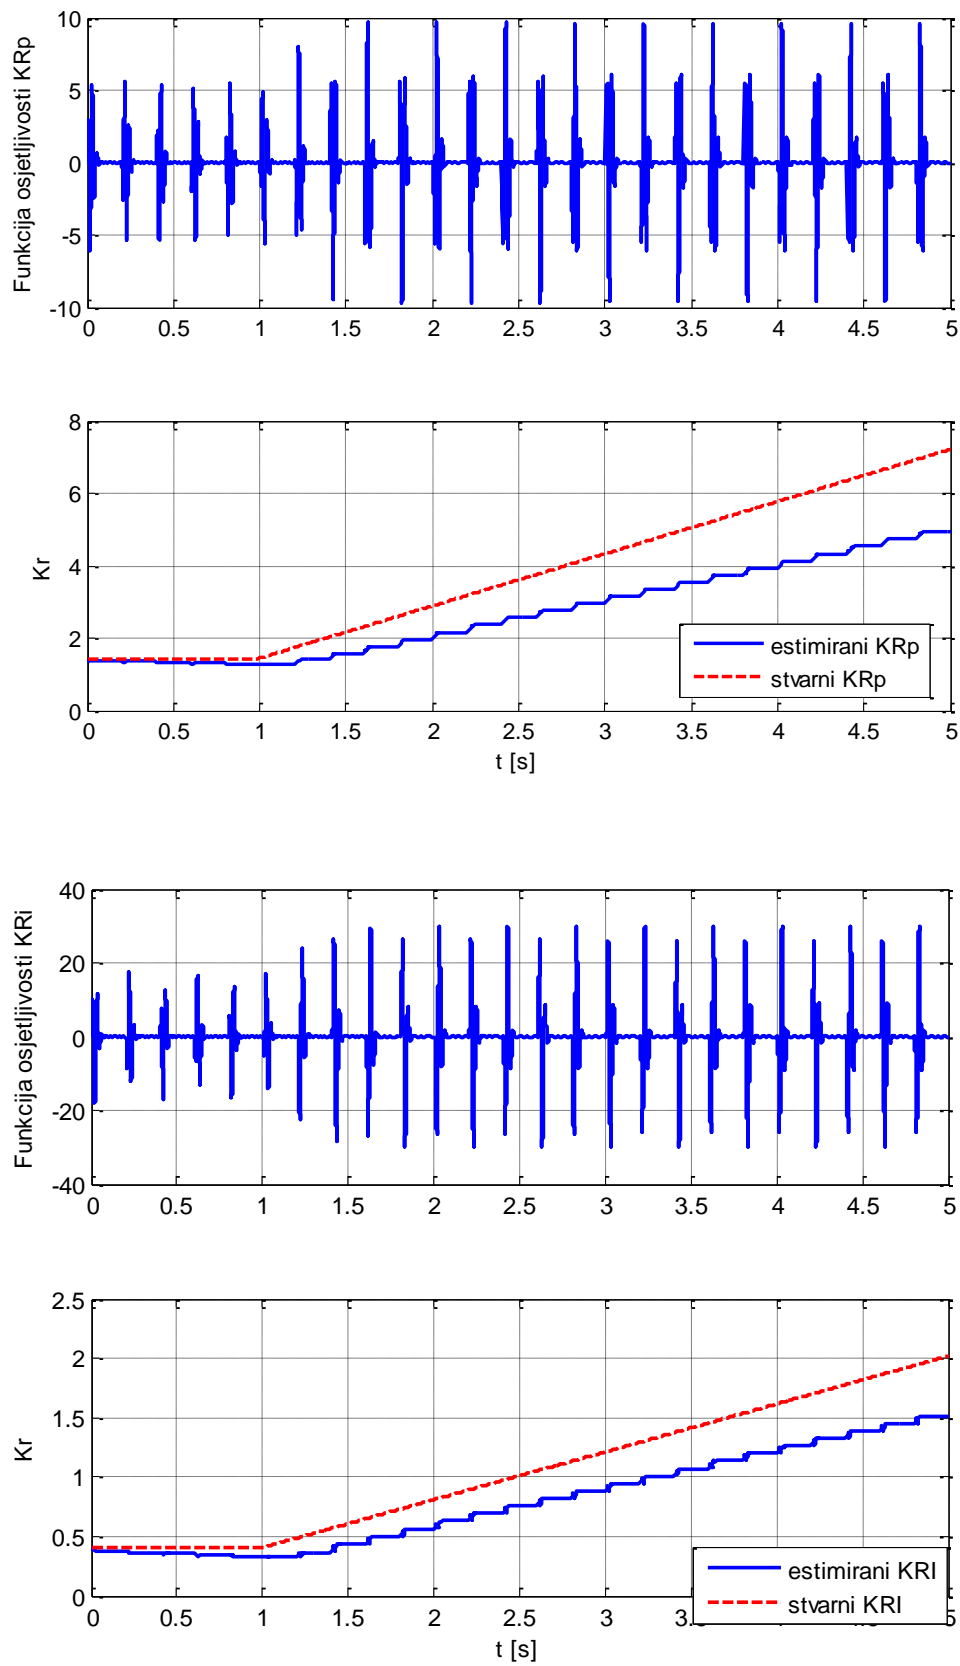 Funkcija osjetljivosti KRp
10
5
0
-5
-10
0 0.5 1 1.5 2 2.5 3 3.5 4 4.5 5
Kr
8
6
4
2
0
estimirani KRp
stvarni KRp
0 0.5 1 1.5 2 2.5 3 3.5 4 4.5 5
t [s]
Funkcija osjetljivosti KRi
40
20
0
-20
-40
0 0.5 1 1.5 2 2.5 3 3.5 4 4.5 5
Kr
2.5
2
1.5
1
0.5
0
estimirani KRI
stvarni KRI
0 0.5 1 1.5 2 2.5 3 3.5 4 4.5 5
t [s]